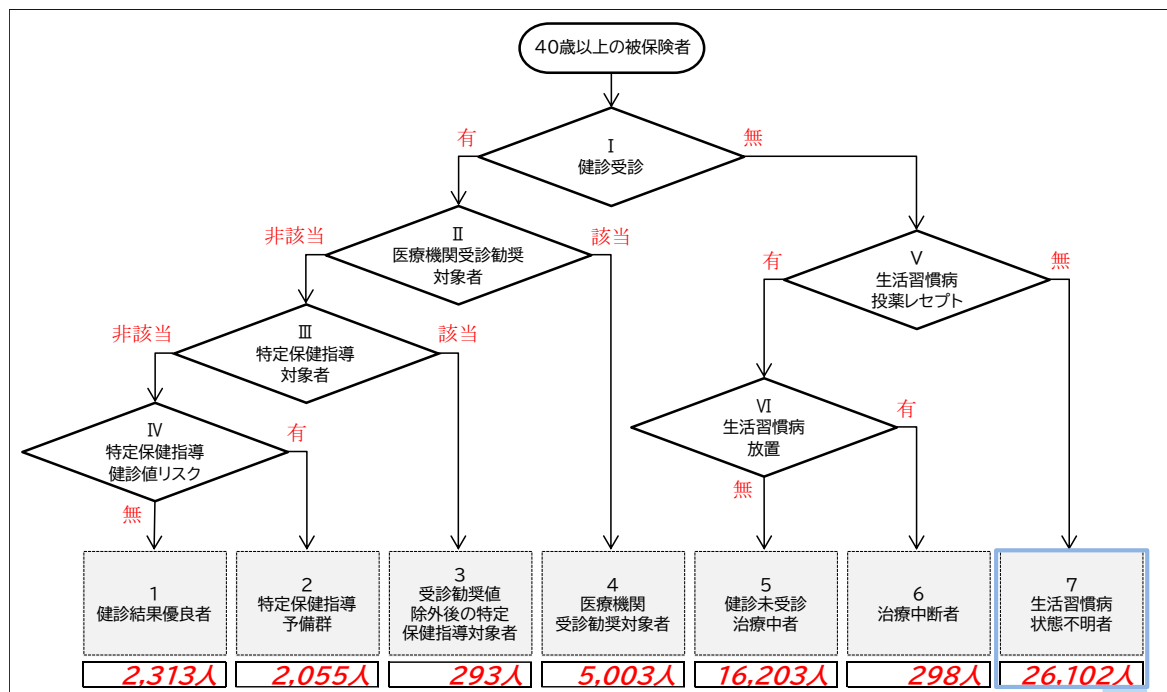 40歳以上の被保険者
有
Ⅰ
健診受診
無
非該当
Ⅱ
医療機関受診勧奨
対象者
該当
有
Ⅴ
生活習慣病
投薬レセプト
無
非該当
Ⅲ
特定保健指導
対象者
該当
Ⅳ
特定保健指導
健診値リスク
有
無
Ⅵ
生活習慣病
放置
有
無
1
健診結果優良者
2
特定保健指導
予備群
3
受診勧奨値
除外後の特定
保健指導対象者
4
医療機関
受診勧奨対象者
5
健診未受診
治療中者
6
治療中断者
7
生活習慣病
状態不明者
2,313人
2,055人
293人
5,003人
16,203人
298人
26,102人